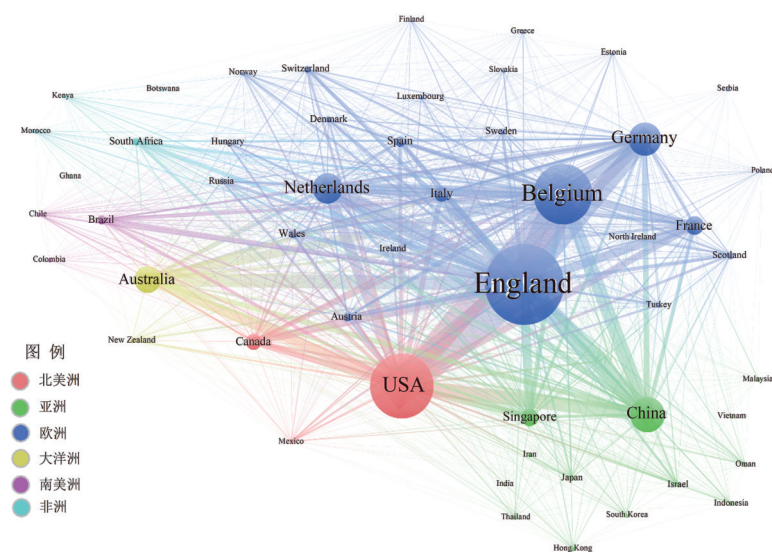 Finland
Greece
Estonia
Norway
Switzerland
Slovakia
Serbia
Kenya
Botswana
Luxembourg
Morocco
South Africa
Hungary
Denmark
Spain
Sweden
Germany
Ghana
Russia
Netherlands
Italy
Belgium
Poland
Chile
Brazil
Wales
Ireland
North Ireland
France
Colombia
Scotland
Australia
England
Austria
Turkey
New Zealand
Canada
图 例
北美洲
亚洲
欧洲
大洋洲
南美洲
非洲
USA
Singapore
China
Malaysia
Vietnam
Mexico
Iran
India
Japan
Israel
Oman
Thailand
South Korea
Indonesia
Hong Kong